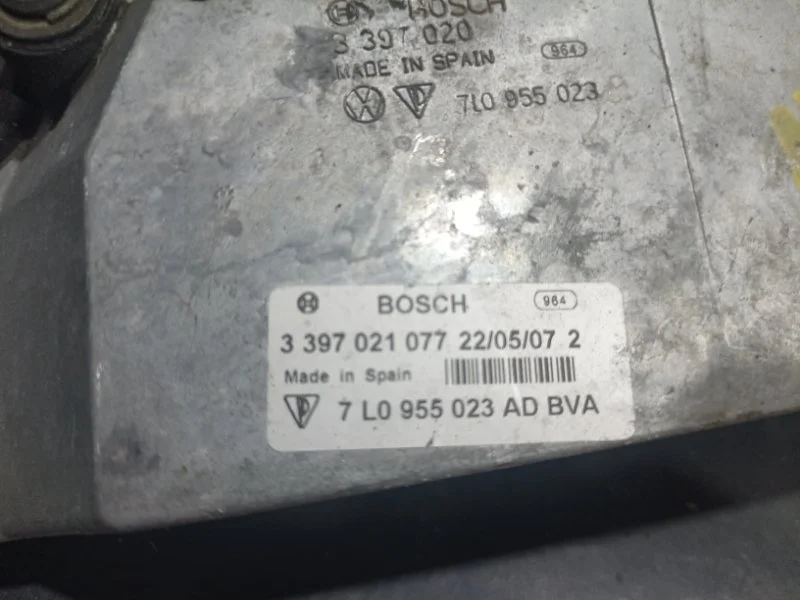 BOSCH
3 397 020
MADE IN SPAIN 964
7L0 955 023
BOSCH 964
3 397 021 077 22/05/07 2
Made in Spain
7 L0 955 023 AD BVA